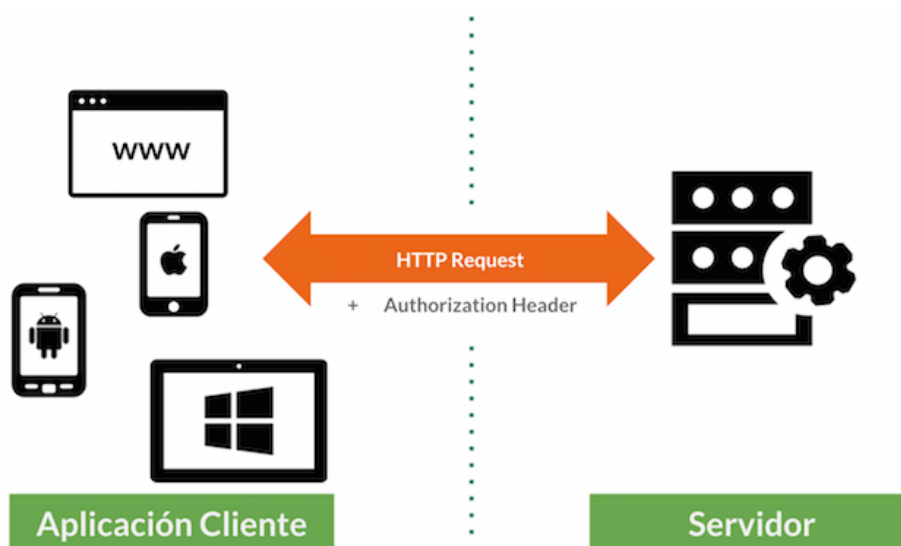 www
HTTP Request
+ Authorization Header
Aplicación Cliente
Servidor